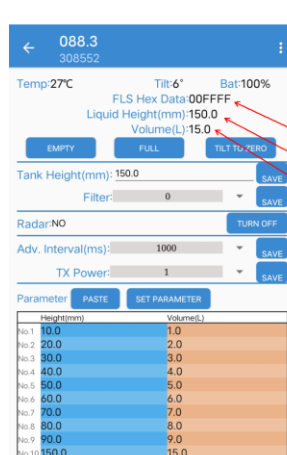 088.3
308552
Temp:27℃ Tilt:6° Bat:100%
FLS Hex Data:00FFFF
Liquid Height(mm):150.0
Volume(L):15.0
EMPTY FULL TILT TO ZERO
Tank Height(mm): 150.0 SAVE
Filter: 0 SAVE
Radar:NO TURN OFF
Adv. Interval(ms): 1000 SAVE
TX Power: 1 SAVE
Parameter PASTE SET PARAMETER
Height(mm) Volume(L)
No.1 10.0 1.0
No.2 20.0 2.0
No.3 30.0 3.0
No.4 40.0 4.0
No.5 50.0 5.0
No.6 60.0 6.0
No.7 70.0 7.0
No.8 80.0 8.0
No.9 90.0 9.0
No.10 150.0 15.0